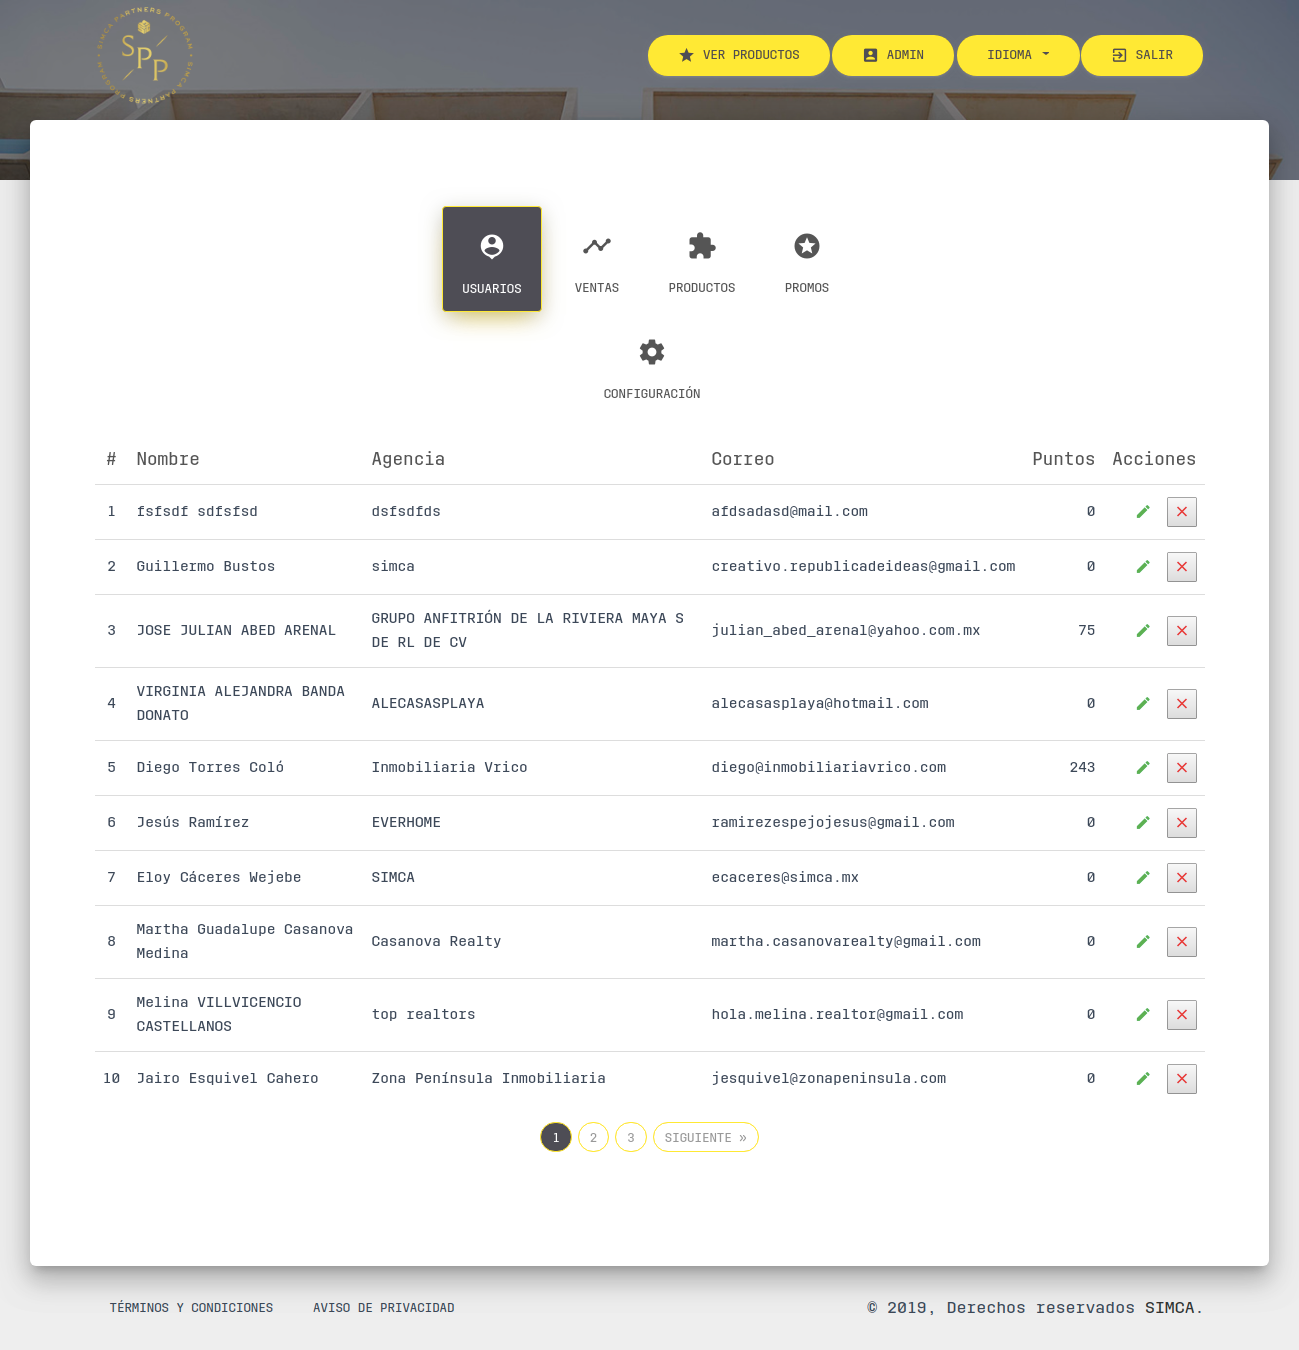 SIMCA PARTNERS PROGRAM • SIMCA PARTNERS PROGRAM •
SPP
VER PRODUCTOS
ADMIN
IDIOMA
SALIR
USUARIOS
VENTAS
PRODUCTOS
PROMOS
CONFIGURACIÓN
# Nombre Agencia Correo Puntos Acciones
1 fsfsdf sdfsfsd dsfsdfds afdsadasd@mail.com 0
2 Guillermo Bustos simca creativo.republicadeideas@gmail.com 0
3 JOSE JULIAN ABED ARENAL GRUPO ANFITRIÓN DE LA RIVIERA MAYA S
DE RL DE CV julian_abed_arenal@yahoo.com.mx 75
4 VIRGINIA ALEJANDRA BANDA
DONATO ALECASASPLAYA alecasasplaya@hotmail.com 0
5 Diego Torres Coló Inmobiliaria Vrico diego@inmobiliariavrico.com 243
6 Jesús Ramírez EVERHOME ramirezespejojesus@gmail.com 0
7 Eloy Cáceres Wejebe SIMCA ecaceres@simca.mx 0
8 Martha Guadalupe Casanova
Medina Casanova Realty martha.casanovarealty@gmail.com 0
9 Melina VILLVICENCIO
CASTELLANOS top realtors hola.melina.realtor@gmail.com 0
10 Jairo Esquivel Cahero Zona Península Inmobiliaria jesquivel@zonapeninsula.com 0
1 2 3 SIGUIENTE »
TÉRMINOS Y CONDICIONES AVISO DE PRIVACIDAD © 2019, Derechos reservados SIMCA.